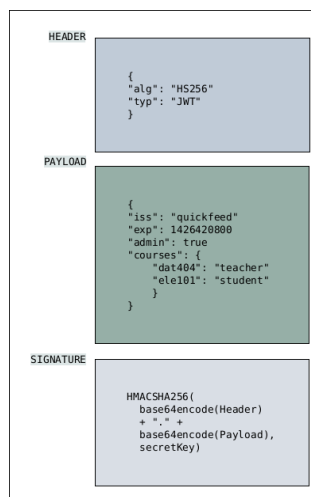 HEADER
{
"alg": "HS256"
"typ": "JWT"
}
PAYLOAD
{
"iss": "quickfeed"
"exp": 1426420800
"admin": true
"courses": {
"dat404": "teacher"
"ele101": "student"
}
}
SIGNATURE
HMACSHA256(
base64encode(Header)
+ "." +
base64encode(Payload),
secretKey)